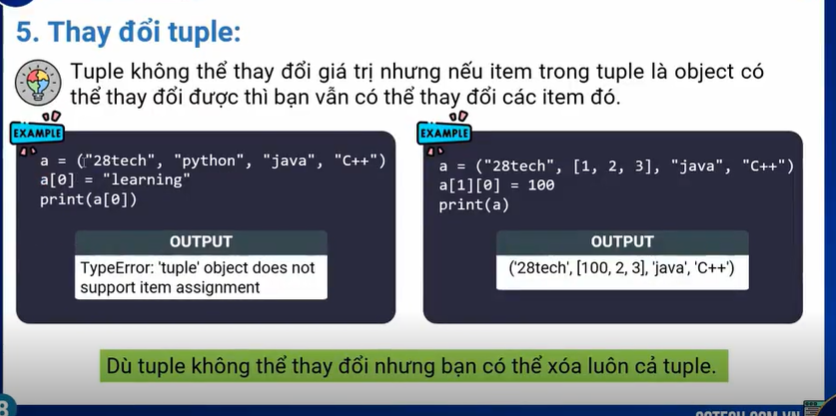 5. Thay đổi tuple:
Tuple không thể thay đổi giá trị nhưng nếu item trong tuple là object có
thể thay đổi được thì bạn vẫn có thể thay đổi các item đó.
EXAMPLE
a = ("28tech", "python", "java", "C++")
a[0] = "learning"
print(a[0])
OUTPUT
TypeError: 'tuple' object does not
support item assignment
EXAMPLE
a = ("28tech", [1, 2, 3], "java", "C++")
a[1][0] = 100
print(a)
OUTPUT
('28tech', [100, 2, 3], 'java', 'C++')
Dù tuple không thể thay đổi nhưng bạn có thể xóa luôn cả tuple.